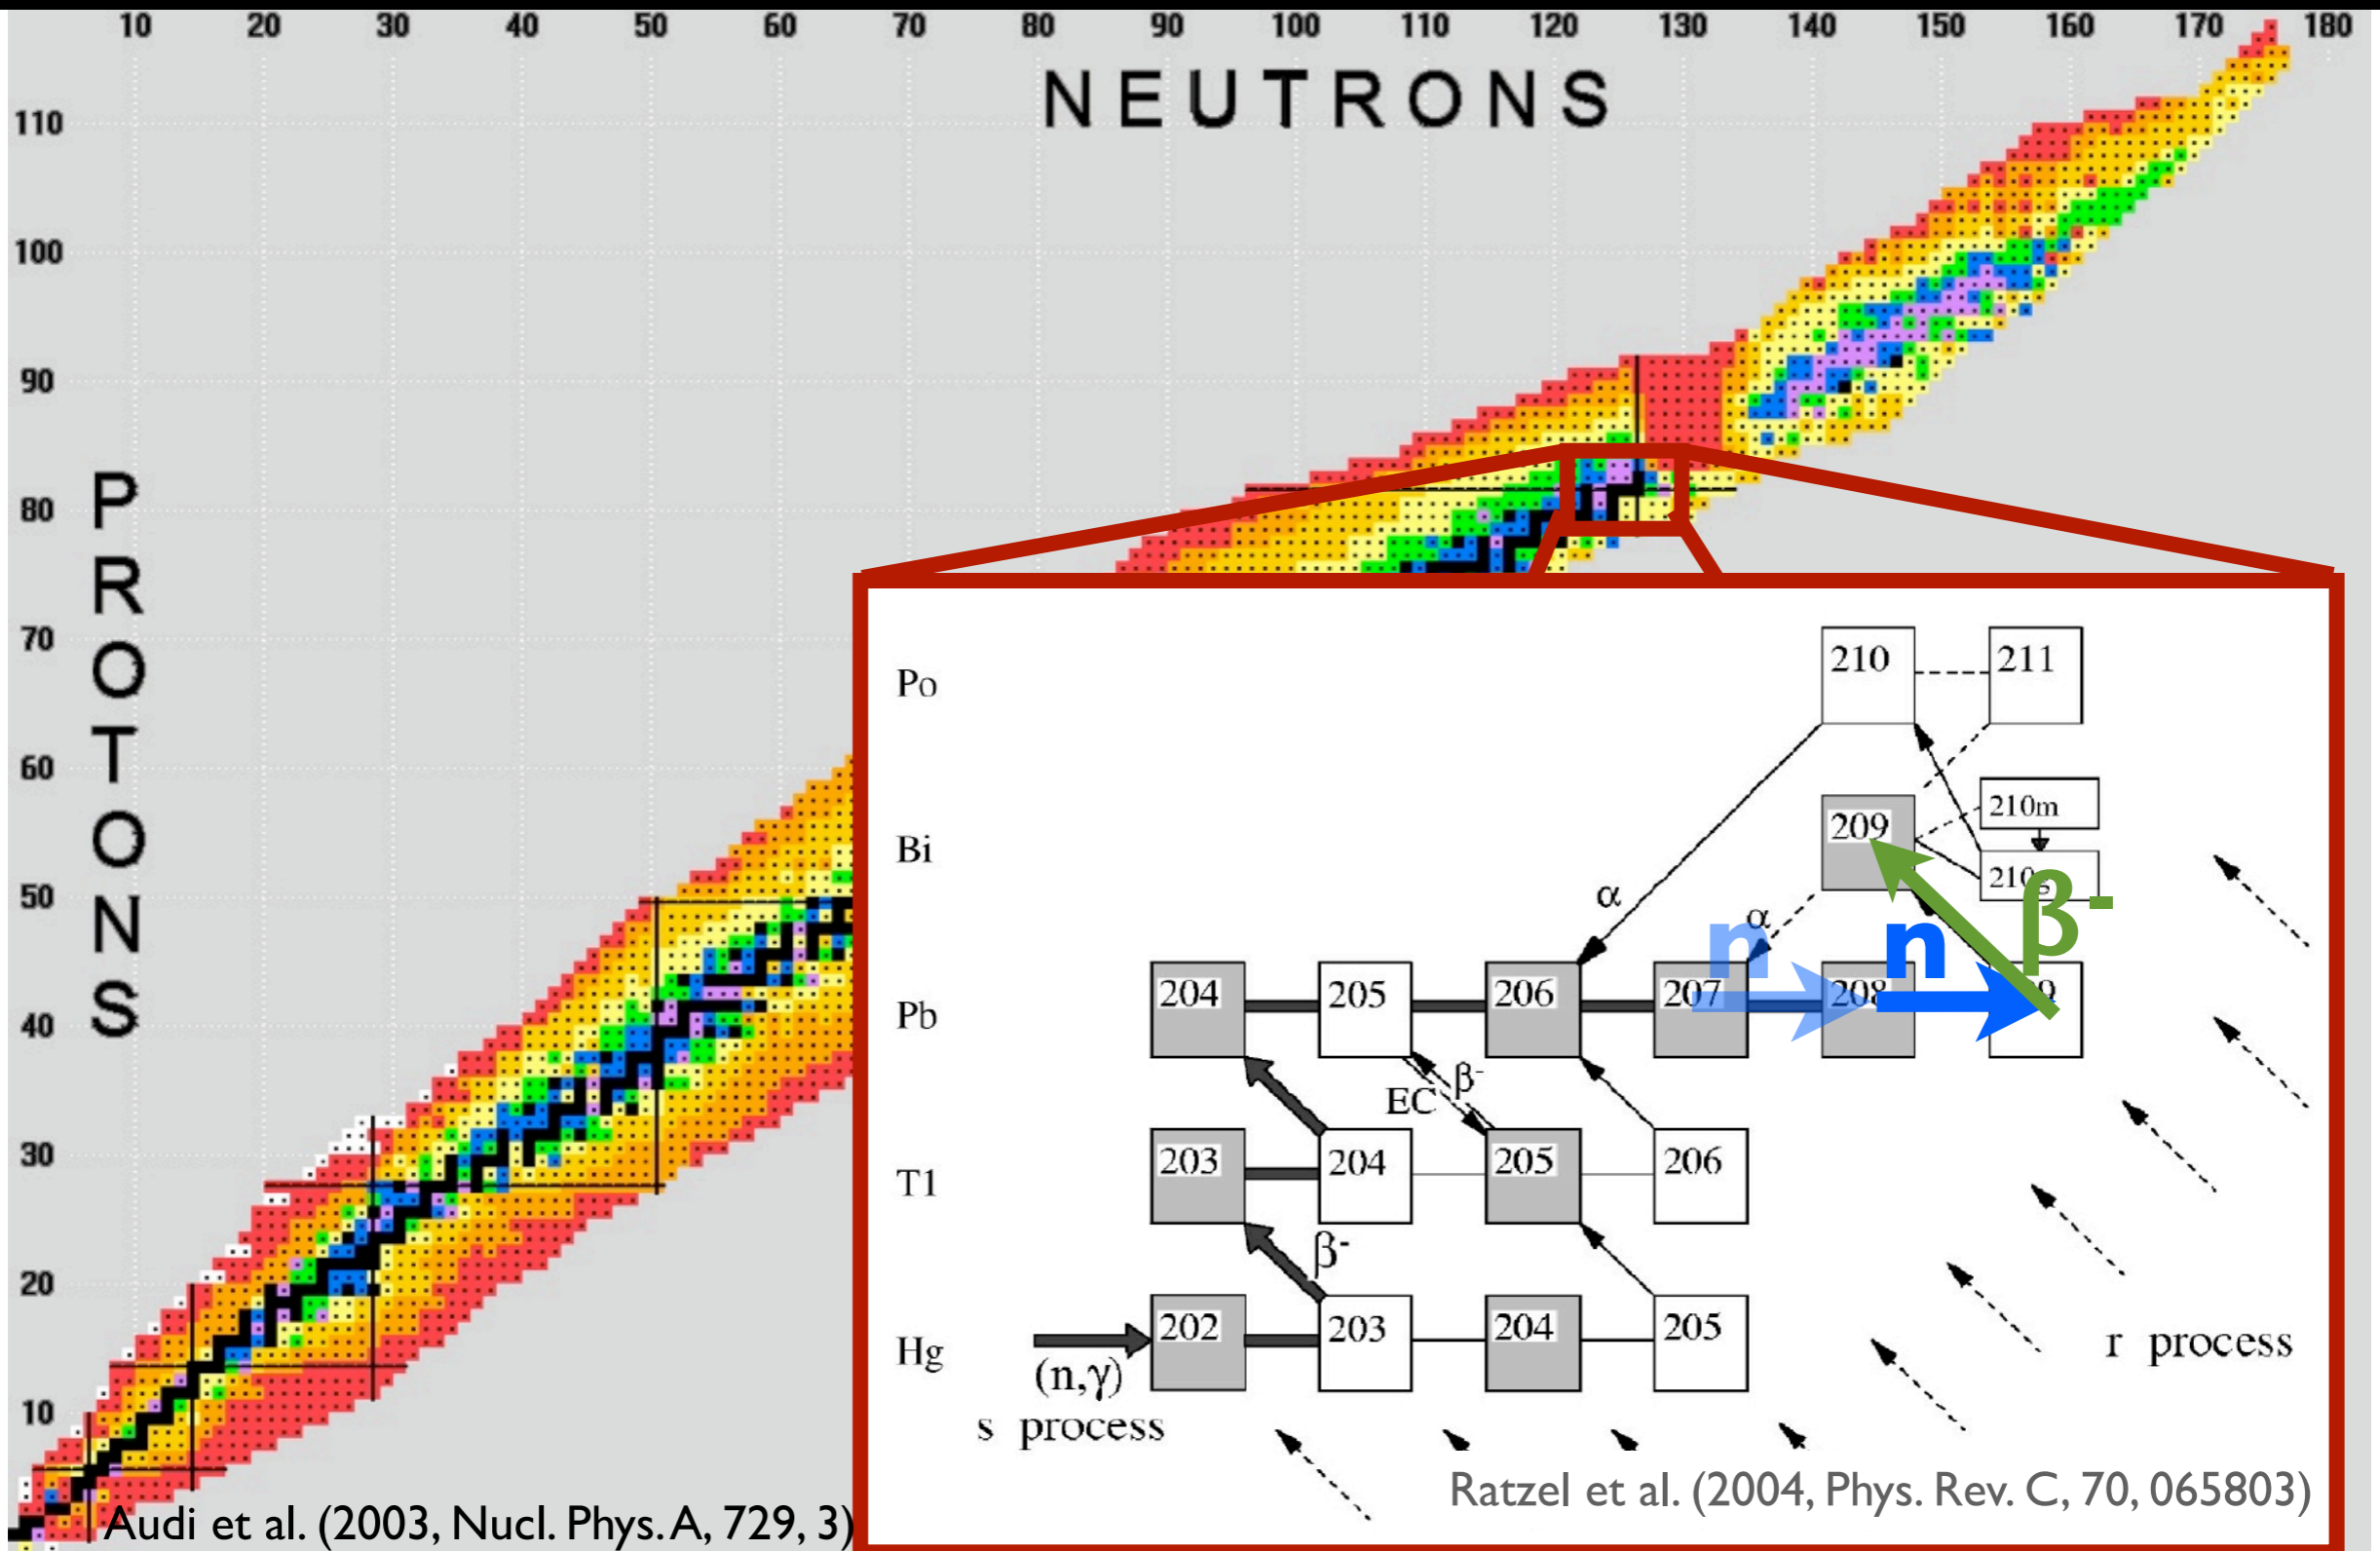 10 20 30 40 50 60 70 80 90 100 110 120 130 140 150 160 170 180
NEUTRONS
110
100
90
80
70
60
50
40
30
20
10
PROTONS
Po
210 211
Bi
209 210m
210g
β-
α
α
n n
Pb
204 205 206 207 208
EC β-
Tl
203 204 205 206
β-
Hg
202 203 204 205
(n,γ)
s process
r process
Ratzel et al. (2004, Phys. Rev. C, 70, 065803)
Audi et al. (2003, Nucl. Phys. A, 729, 3)